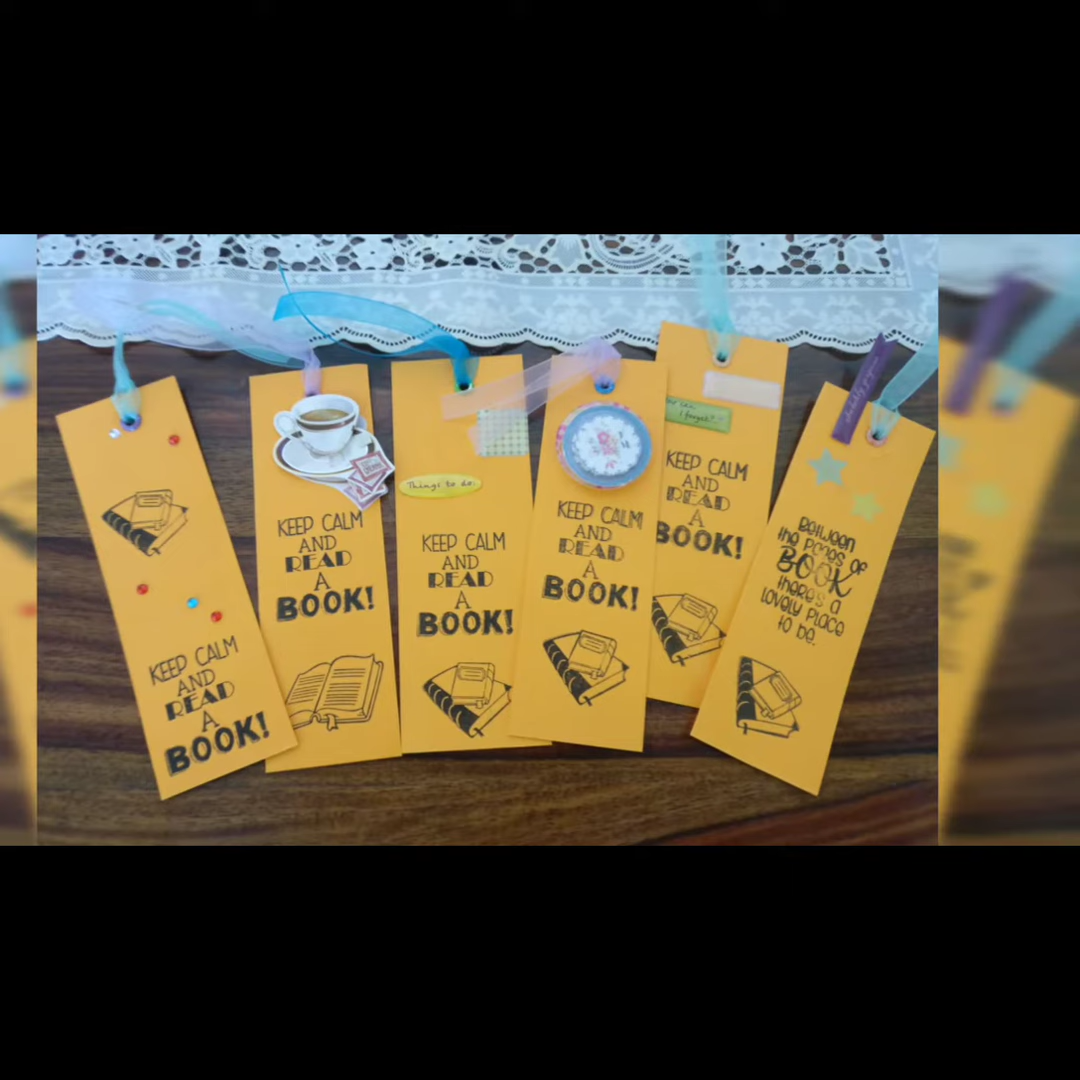 KEEP CALM
AND
READ
A
BOOK!
KEEP CALM
AND
READ
A
BOOK!
Things to do:
KEEP CALM
AND
READ
A
BOOK!
KEEP CALM
AND
READ
A
BOOK!
I forget?
KEEP CALM
AND
READ
A
BOOK!
Between
the pages of
BOOK
there's a
lovely place
to be.